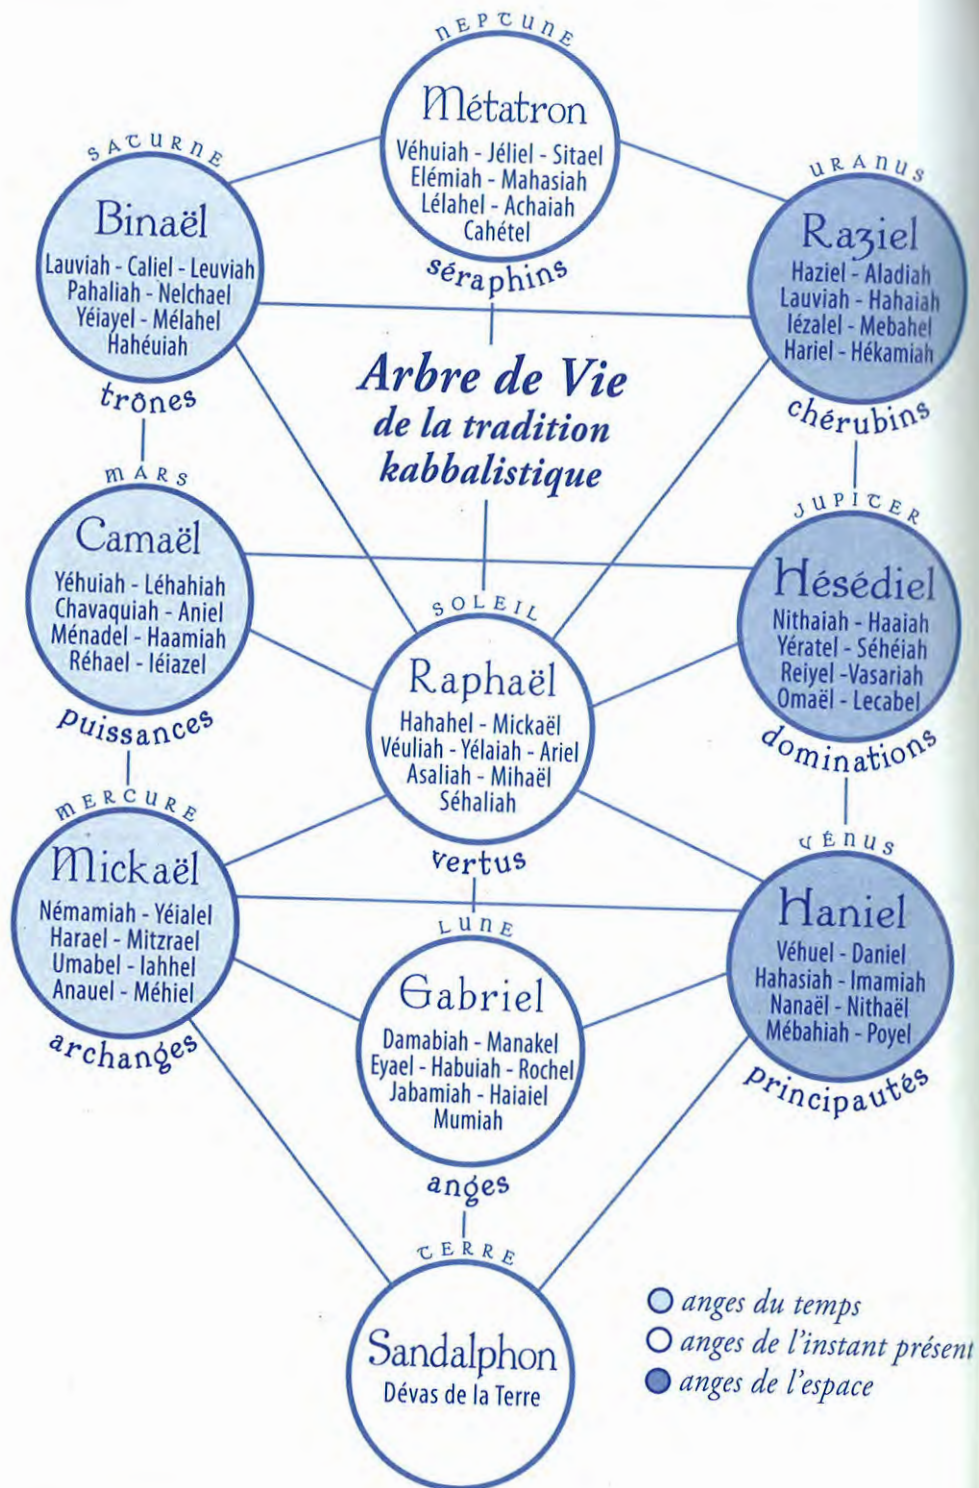 NEPTUNE
Métatron
Véhuiah - Jéliel - Sitael
Elémiah - Mahasiah
Lélahel - Achaiah
Cahétel
séraphins
SATURNE
Binaël
Lauviah - Caliel - Leuviah
Pahaliah - Nelchael
Yéiayel - Mélahel
Hahéuiah
trônes
URANUS
Raziel
Haziel - Aladiah
Lauviah - Hahaiah
Iézalel - Mebahel
Hariel - Hékamiah
chérubins
Arbre de Vie
de la tradition
kabbalistique
MARS
Camaël
Yéhuiah - Léhahiah
Chavaquiah - Aniel
Ménadel - Haamiah
Réhael - Iéiazel
puissances
JUPITER
Hésédiel
Nithaiah - Haaiah
Yératel - Séhéiah
Reiyel -Vasariah
Omaël - Lecabel
dominations
SOLEIL
Raphaël
Hahahel - Mickaël
Véuliah - Yélaiah - Ariel
Asaliah - Mihaël
Séhaliah
vertus
MERCURE
Mickaël
Némamiah - Yéialel
Harael - Mitzrael
Umabel - Iahhel
Anauel - Méhiel
archanges
VÉNUS
Haniel
Véhuel - Daniel
Hahasiah - Imamiah
Nanaël - Nithaël
Mébahiah - Poyel
principautés
LUNE
Gabriel
Damabiah - Manakel
Eyael - Habuiah - Rochel
Jabamiah - Haiaiel
Mumiah
anges
TERRE
Sandalphon
Dévas de la Terre
anges du temps
anges de l'instant présent
anges de l'espace